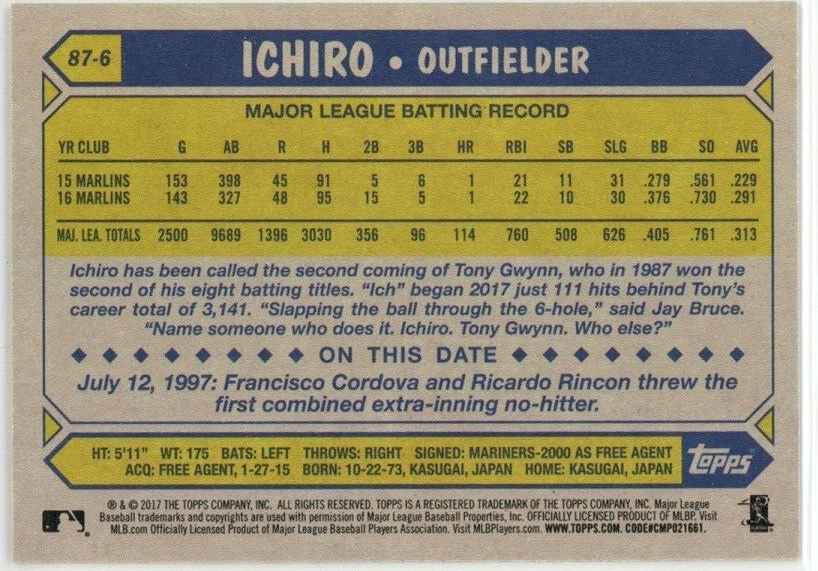 87-6 ICHIRO • OUTFIELDER
MAJOR LEAGUE BATTING RECORD
YR CLUB G AB R H 2B 3B HR RBI SB SLG BB SO AVG
15 MARLINS 153 398 45 91 5 6 1 21 11 31 .279 .561 .229
16 MARLINS 143 327 48 95 15 5 1 22 10 30 .376 .730 .291
MAJ. LEA. TOTALS 2500 9689 1396 3030 356 96 114 760 508 626 .405 .761 .313
Ichiro has been called the second coming of Tony Gwynn, who in 1987 won the
second of his eight batting titles. “Ich” began 2017 just 111 hits behind Tony's
career total of 3,141. “Slapping the ball through the 6-hole,” said Jay Bruce.
“Name someone who does it. Ichiro. Tony Gwynn. Who else?”
ON THIS DATE
July 12, 1997: Francisco Cordova and Ricardo Rincon threw the
first combined extra-inning no-hitter.
HT: 5'11" WT: 175 BATS: LEFT THROWS: RIGHT SIGNED: MARINERS-2000 AS FREE AGENT
ACQ: FREE AGENT, 1-27-15 BORN: 10-22-73, KASUGAI, JAPAN HOME: KASUGAI, JAPAN
topps
® & © 2017 THE TOPPS COMPANY, INC. ALL RIGHTS RESERVED. TOPPS IS A REGISTERED TRADEMARK OF THE TOPPS COMPANY, INC. Major League
Baseball trademarks and copyrights are used with permission of Major League Baseball Properties, Inc. OFFICIALLY LICENSED PRODUCT OF MLBP. Visit
MLB.com Officially Licensed Product of Major League Baseball Players Association. Visit MLBPlayers.com. WWW.TOPPS.COM. CODE#CMP021661.